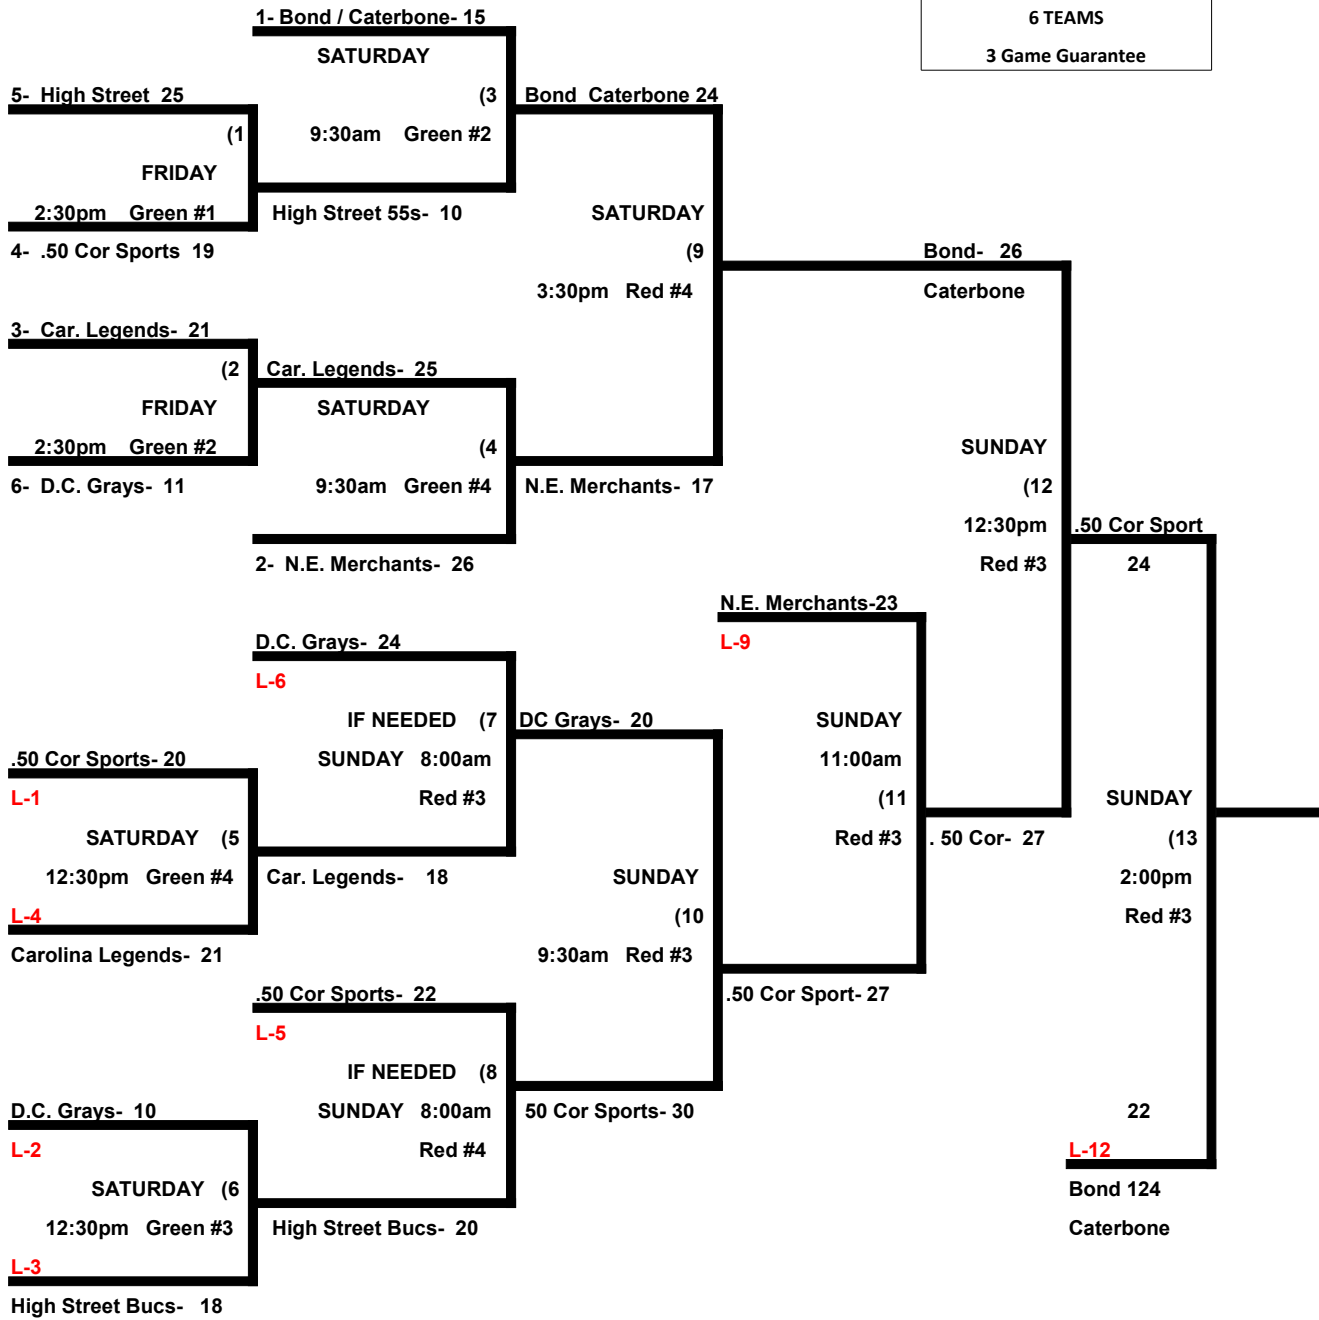 1- Bond / Caterbone- 15
6 TEAMS
SATURDAY
3 Game Guarantee
5- High Street 25
(3
Bond Caterbone 24
(1
9:30am Green #2
FRIDAY
2:30pm Green #1
High Street 55s- 10
SATURDAY
4- .50 Cor Sports 19
(9
Bond- 26
3:30pm Red #4
Caterbone
3- Car. Legends- 21
(2
Car. Legends- 25
FRIDAY
SATURDAY
2:30pm Green #2
(4
SUNDAY
6- D.C. Grays- 11
9:30am Green #4
N.E. Merchants- 17
(12
12:30pm
.50 Cor Sport
2- N.E. Merchants- 26
Red #3
24
N.E. Merchants-23
D.C. Grays- 24
L-9
L-6
IF NEEDED (7
DC Grays- 20
SUNDAY
.50 Cor Sports- 20
SUNDAY 8:00am
11:00am
L-1
Red #3
(11
SUNDAY
SATURDAY (5
Red #3
. 50 Cor- 27
(13
12:30pm Green #4
Car. Legends- 18
SUNDAY
2:00pm
L-4
(10
Red #3
Carolina Legends- 21
9:30am Red #3
.50 Cor Sports- 22
.50 Cor Sport- 27
L-5
IF NEEDED (8
D.C. Grays- 10
SUNDAY 8:00am
50 Cor Sports- 30
22
L-2
Red #4
L-12
SATURDAY (6
Bond 124
12:30pm Green #3
High Street Bucs- 20
Caterbone
L-3
High Street Bucs- 18